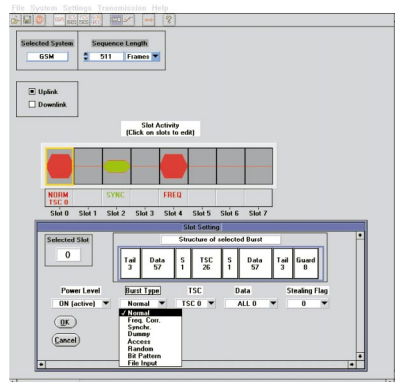 File System Settings Transmission Help
Selected System
Sequence Length
GSM
511 Frames
Uplink
Downlink
Slot Activity
(Click on slots to edit)
NORM SYNC FREQ
TSC 0
Slot 0 Slot 1 Slot 2 Slot 3 Slot 4 Slot 5 Slot 6 Slot 7
Slot Setting
Selected Slot
0
Structure of selected Burst
Tail Data S TSC S Data Tail Guard
3 57 1 26 1 57 3 8
Power Level Burst Type TSC Data Stealing Flag
ON (active) Normal TSC 0 ALL 0 0
√ Normal
Freq. Corr.
Synchr.
Dummy
Access
Random
Bit Pattern
File Input
OK
Cancel